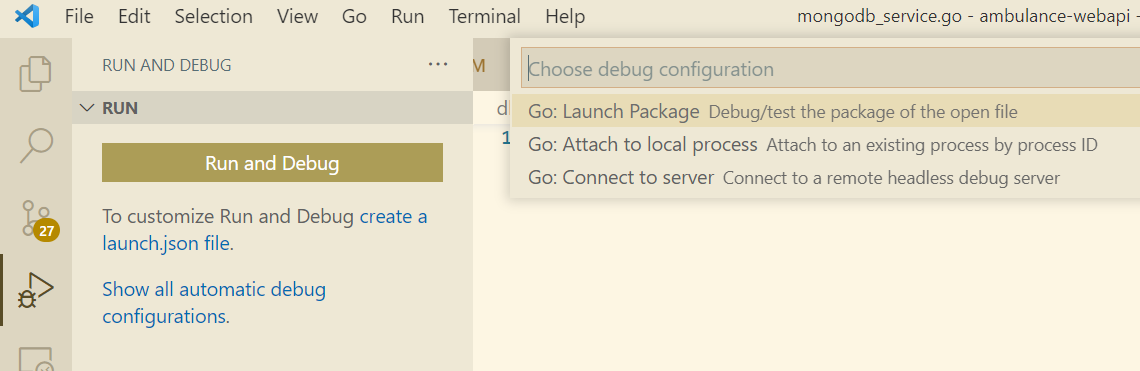 File Edit Selection View Go Run Terminal Help mongodb_service.go - ambulance-webapi -
RUN AND DEBUG ··· M
Choose debug configuration
RUN
Go: Launch Package Debug/test the package of the open file
Go: Attach to local process Attach to an existing process by process ID
Go: Connect to server Connect to a remote headless debug server
1
Run and Debug
To customize Run and Debug create a
launch.json file.
27
Show all automatic debug
configurations.